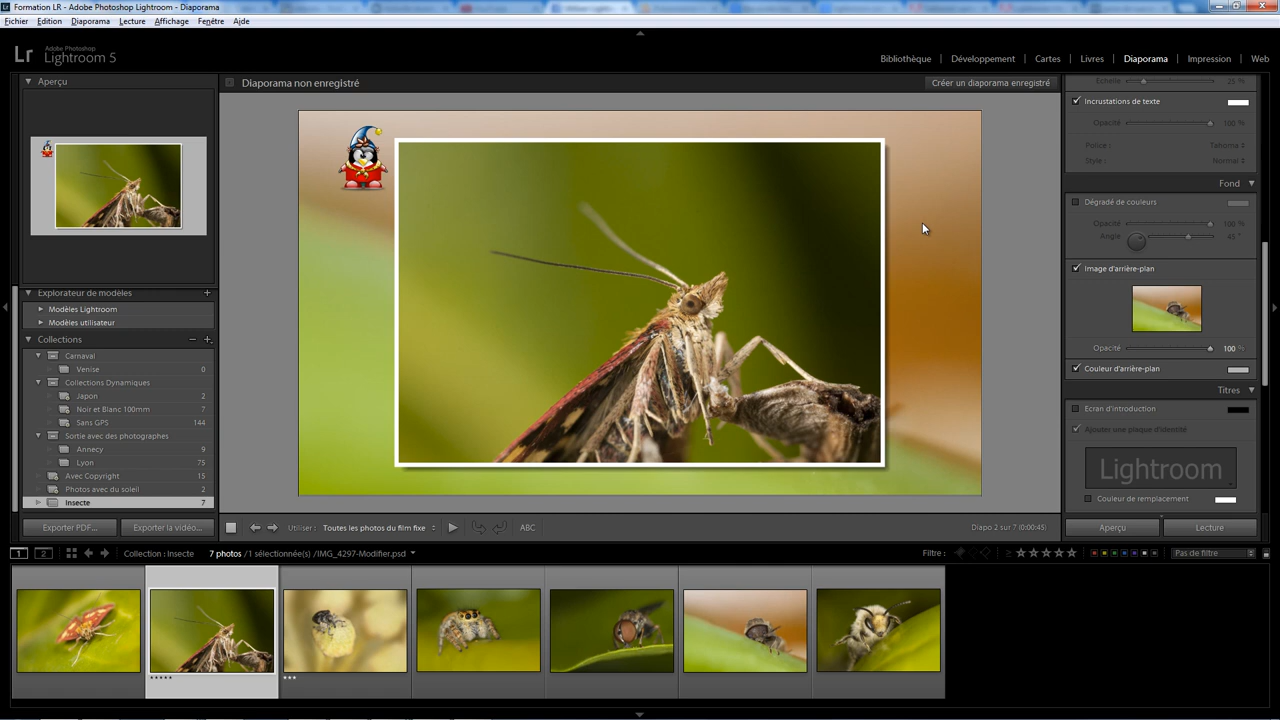 Formation LR - Adobe Photoshop Lightroom - Diaporama
Fichier Edition Diaporama Lecture Affichage Fenêtre Aide
Lr
Adobe Photoshop
Lightroom 5
Bibliothèque Développement Cartes Livres Diaporama Impression Web
Aperçu
Explorateur de modèles
Modèles Lightroom
Modèles utilisateur
Collections
Carnaval
Venise 0
Collections Dynamiques
Japon 2
Noir et Blanc 100mm 7
Sans GPS 144
Sortie avec des photographes
Annecy 9
Lyon 75
Avec Copyright 15
Photos avec du soleil 2
Insecte 7
Exporter PDF... Exporter la vidéo...
Diaporama non enregistré Créer un diaporama enregistré
Utiliser : Toutes les photos du film fixe ABC Diapo 2 sur 7 (0:00:45)
Echelle 25 %
Incrustations de texte
Opacité 100 %
Police : Tahoma
Style : Normal
Fond
Dégradé de couleurs
Opacité 100 %
Angle 45 °
Image d'arrière-plan
Opacité 100 %
Couleur d'arrière-plan
Titres
Ecran d'introduction
Ajouter une plaque d'identité
Lightroom
Couleur de remplacement
Aperçu Lecture
1 2 Collection : Insecte 7 photos /1 sélectionnée(s) /IMG_4297-Modifier.psd Filtre : Pas de filtre